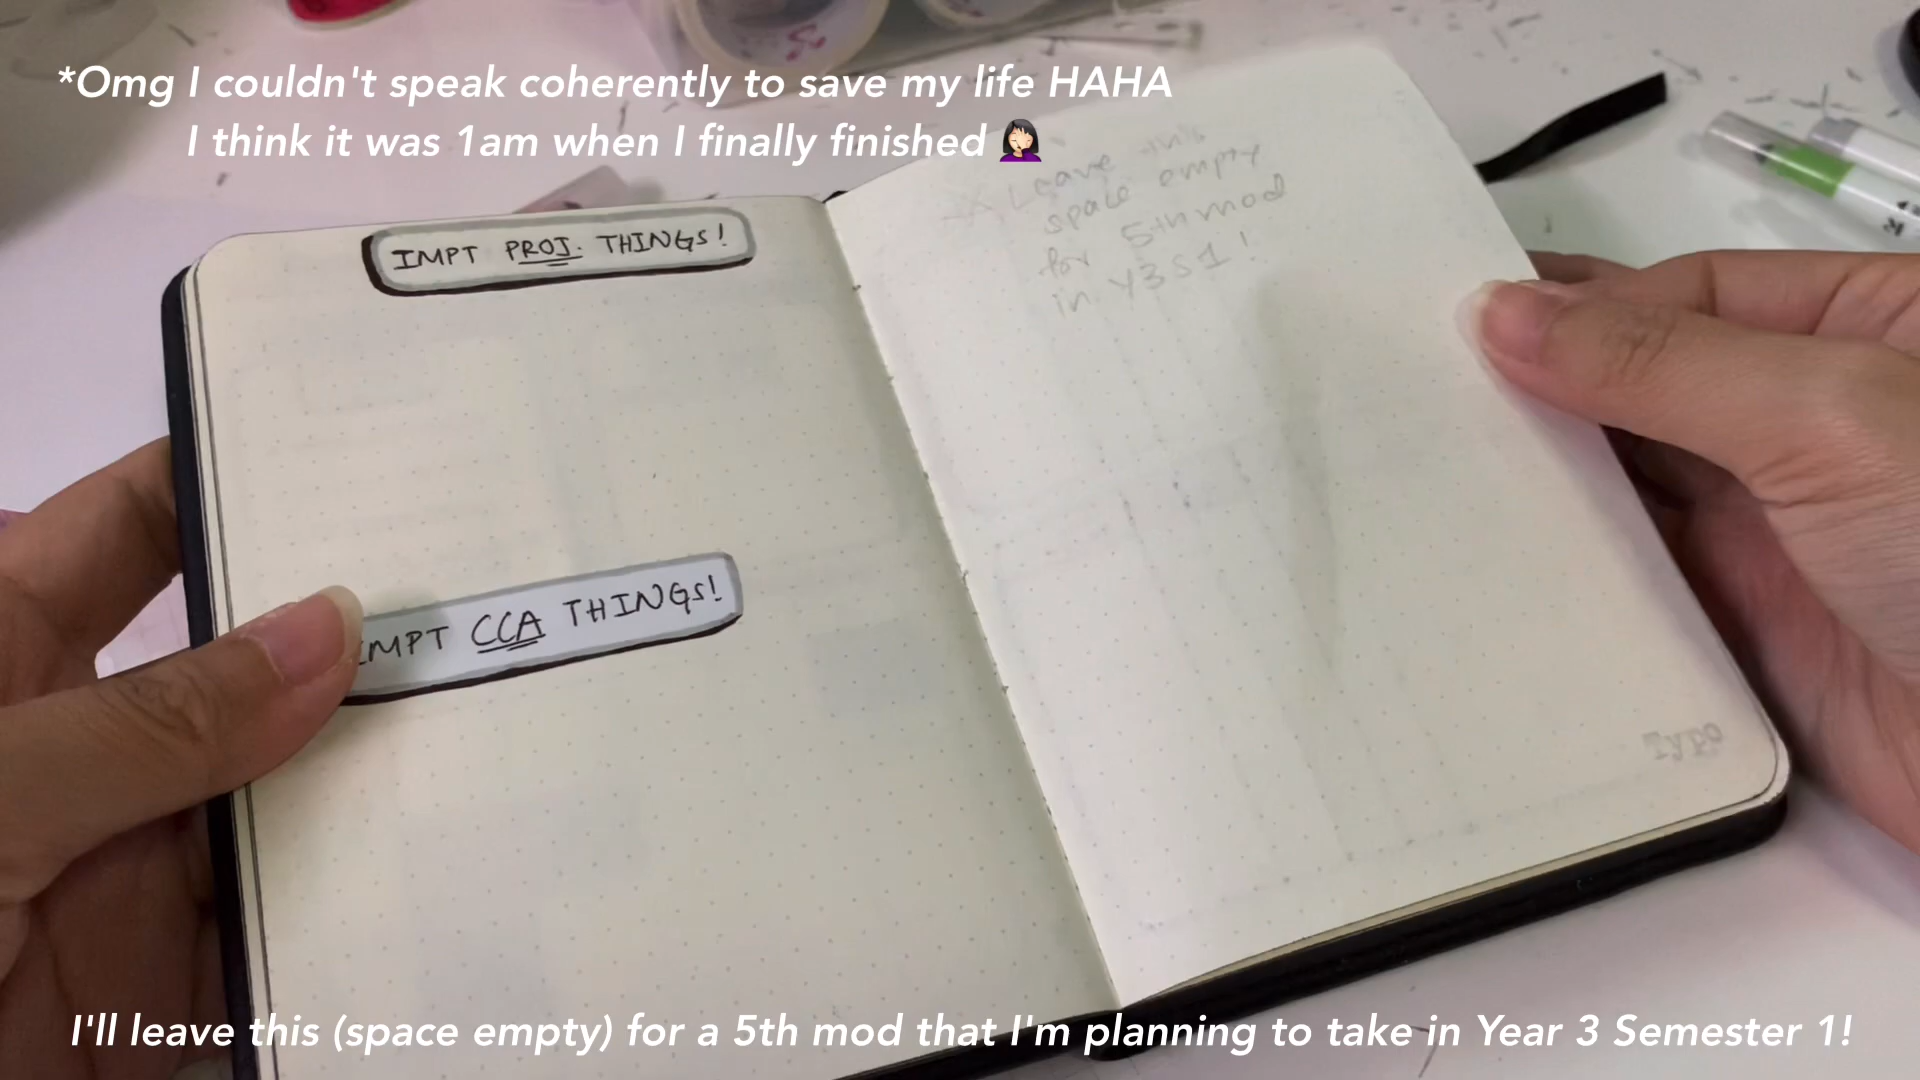 *Omg I couldn't speak coherently to save my life HAHA
I think it was 1am when I finally finished 🤦🏻‍♀️
IMPT PROJ. THINGS!
IMPT CCA THINGS!
Leave this
space empty
for 5th mod
in Y3S1!
Typo
I'll leave this (space empty) for a 5th mod that I'm planning to take in Year 3 Semester 1!